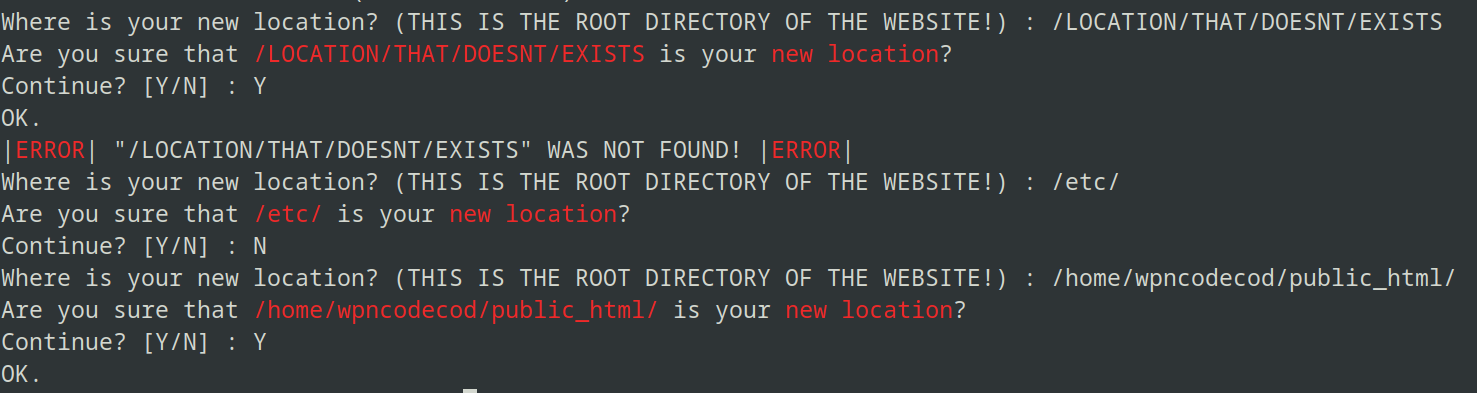 Where is your new location? (THIS IS THE ROOT DIRECTORY OF THE WEBSITE!) : /LOCATION/THAT/DOESNT/EXISTS
Are you sure that /LOCATION/THAT/DOESNT/EXISTS is your new location?
Continue? [Y/N] : Y
OK.
|ERROR| "/LOCATION/THAT/DOESNT/EXISTS" WAS NOT FOUND! |ERROR|
Where is your new location? (THIS IS THE ROOT DIRECTORY OF THE WEBSITE!) : /etc/
Are you sure that /etc/ is your new location?
Continue? [Y/N] : N
Where is your new location? (THIS IS THE ROOT DIRECTORY OF THE WEBSITE!) : /home/wpncodecod/public_html/
Are you sure that /home/wpncodecod/public_html/ is your new location?
Continue? [Y/N] : Y
OK.